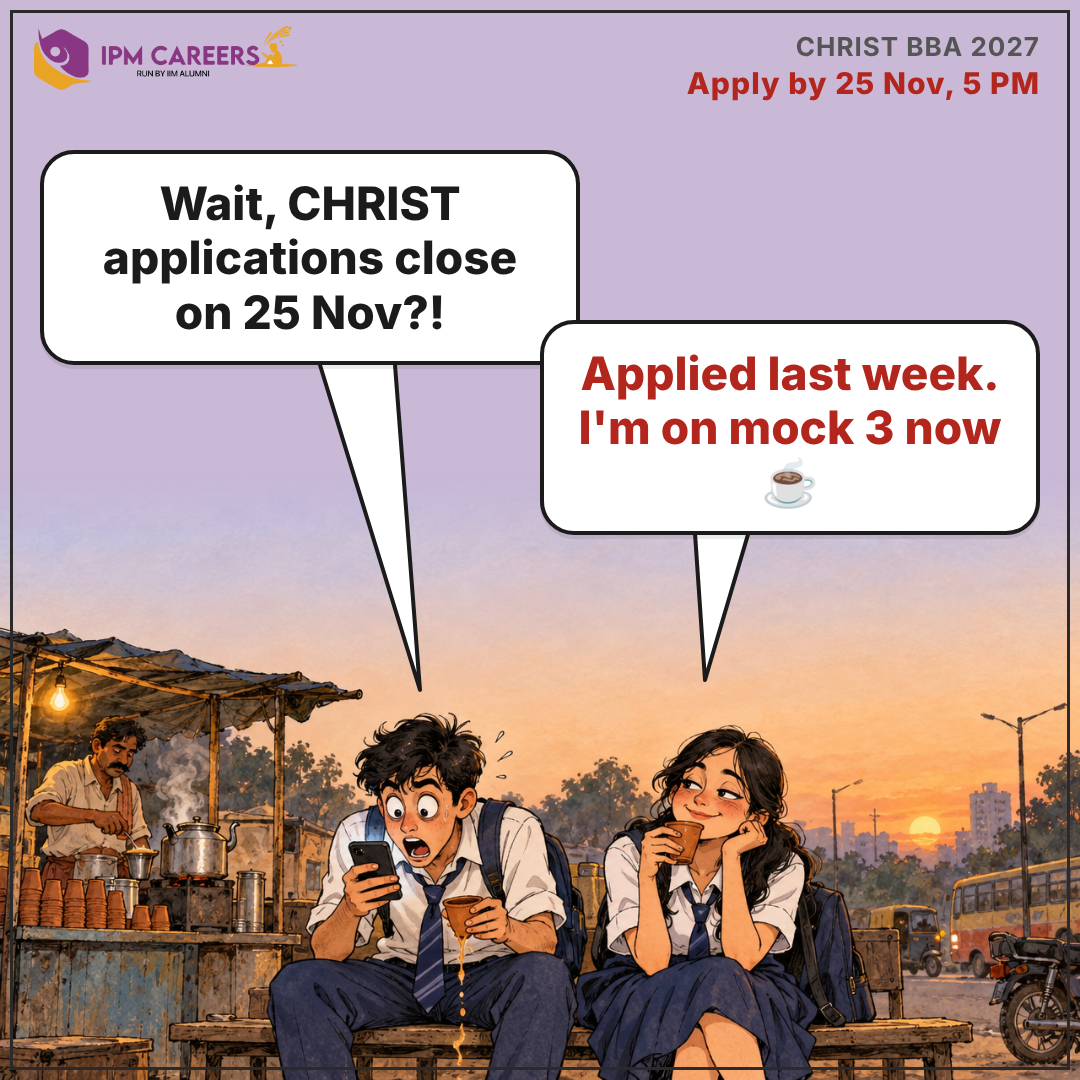 IPM CAREERS
RUN BY IIM ALUMNI
CHRIST BBA 2027
Apply by 25 Nov, 5 PM
Wait, CHRIST
applications close
on 25 Nov?!
Applied last week.
I'm on mock 3 now
☕